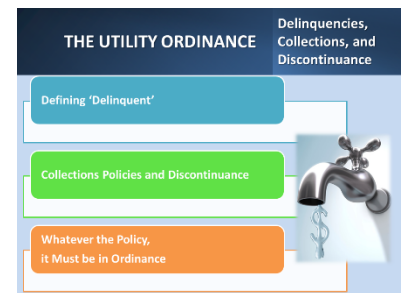 THE UTILITY ORDINANCE
Delinquencies,
Collections, and
Discontinuance
Defining ‘Delinquent’
Collections Policies and Discontinuance
Whatever the Policy,
it Must be in Ordinance